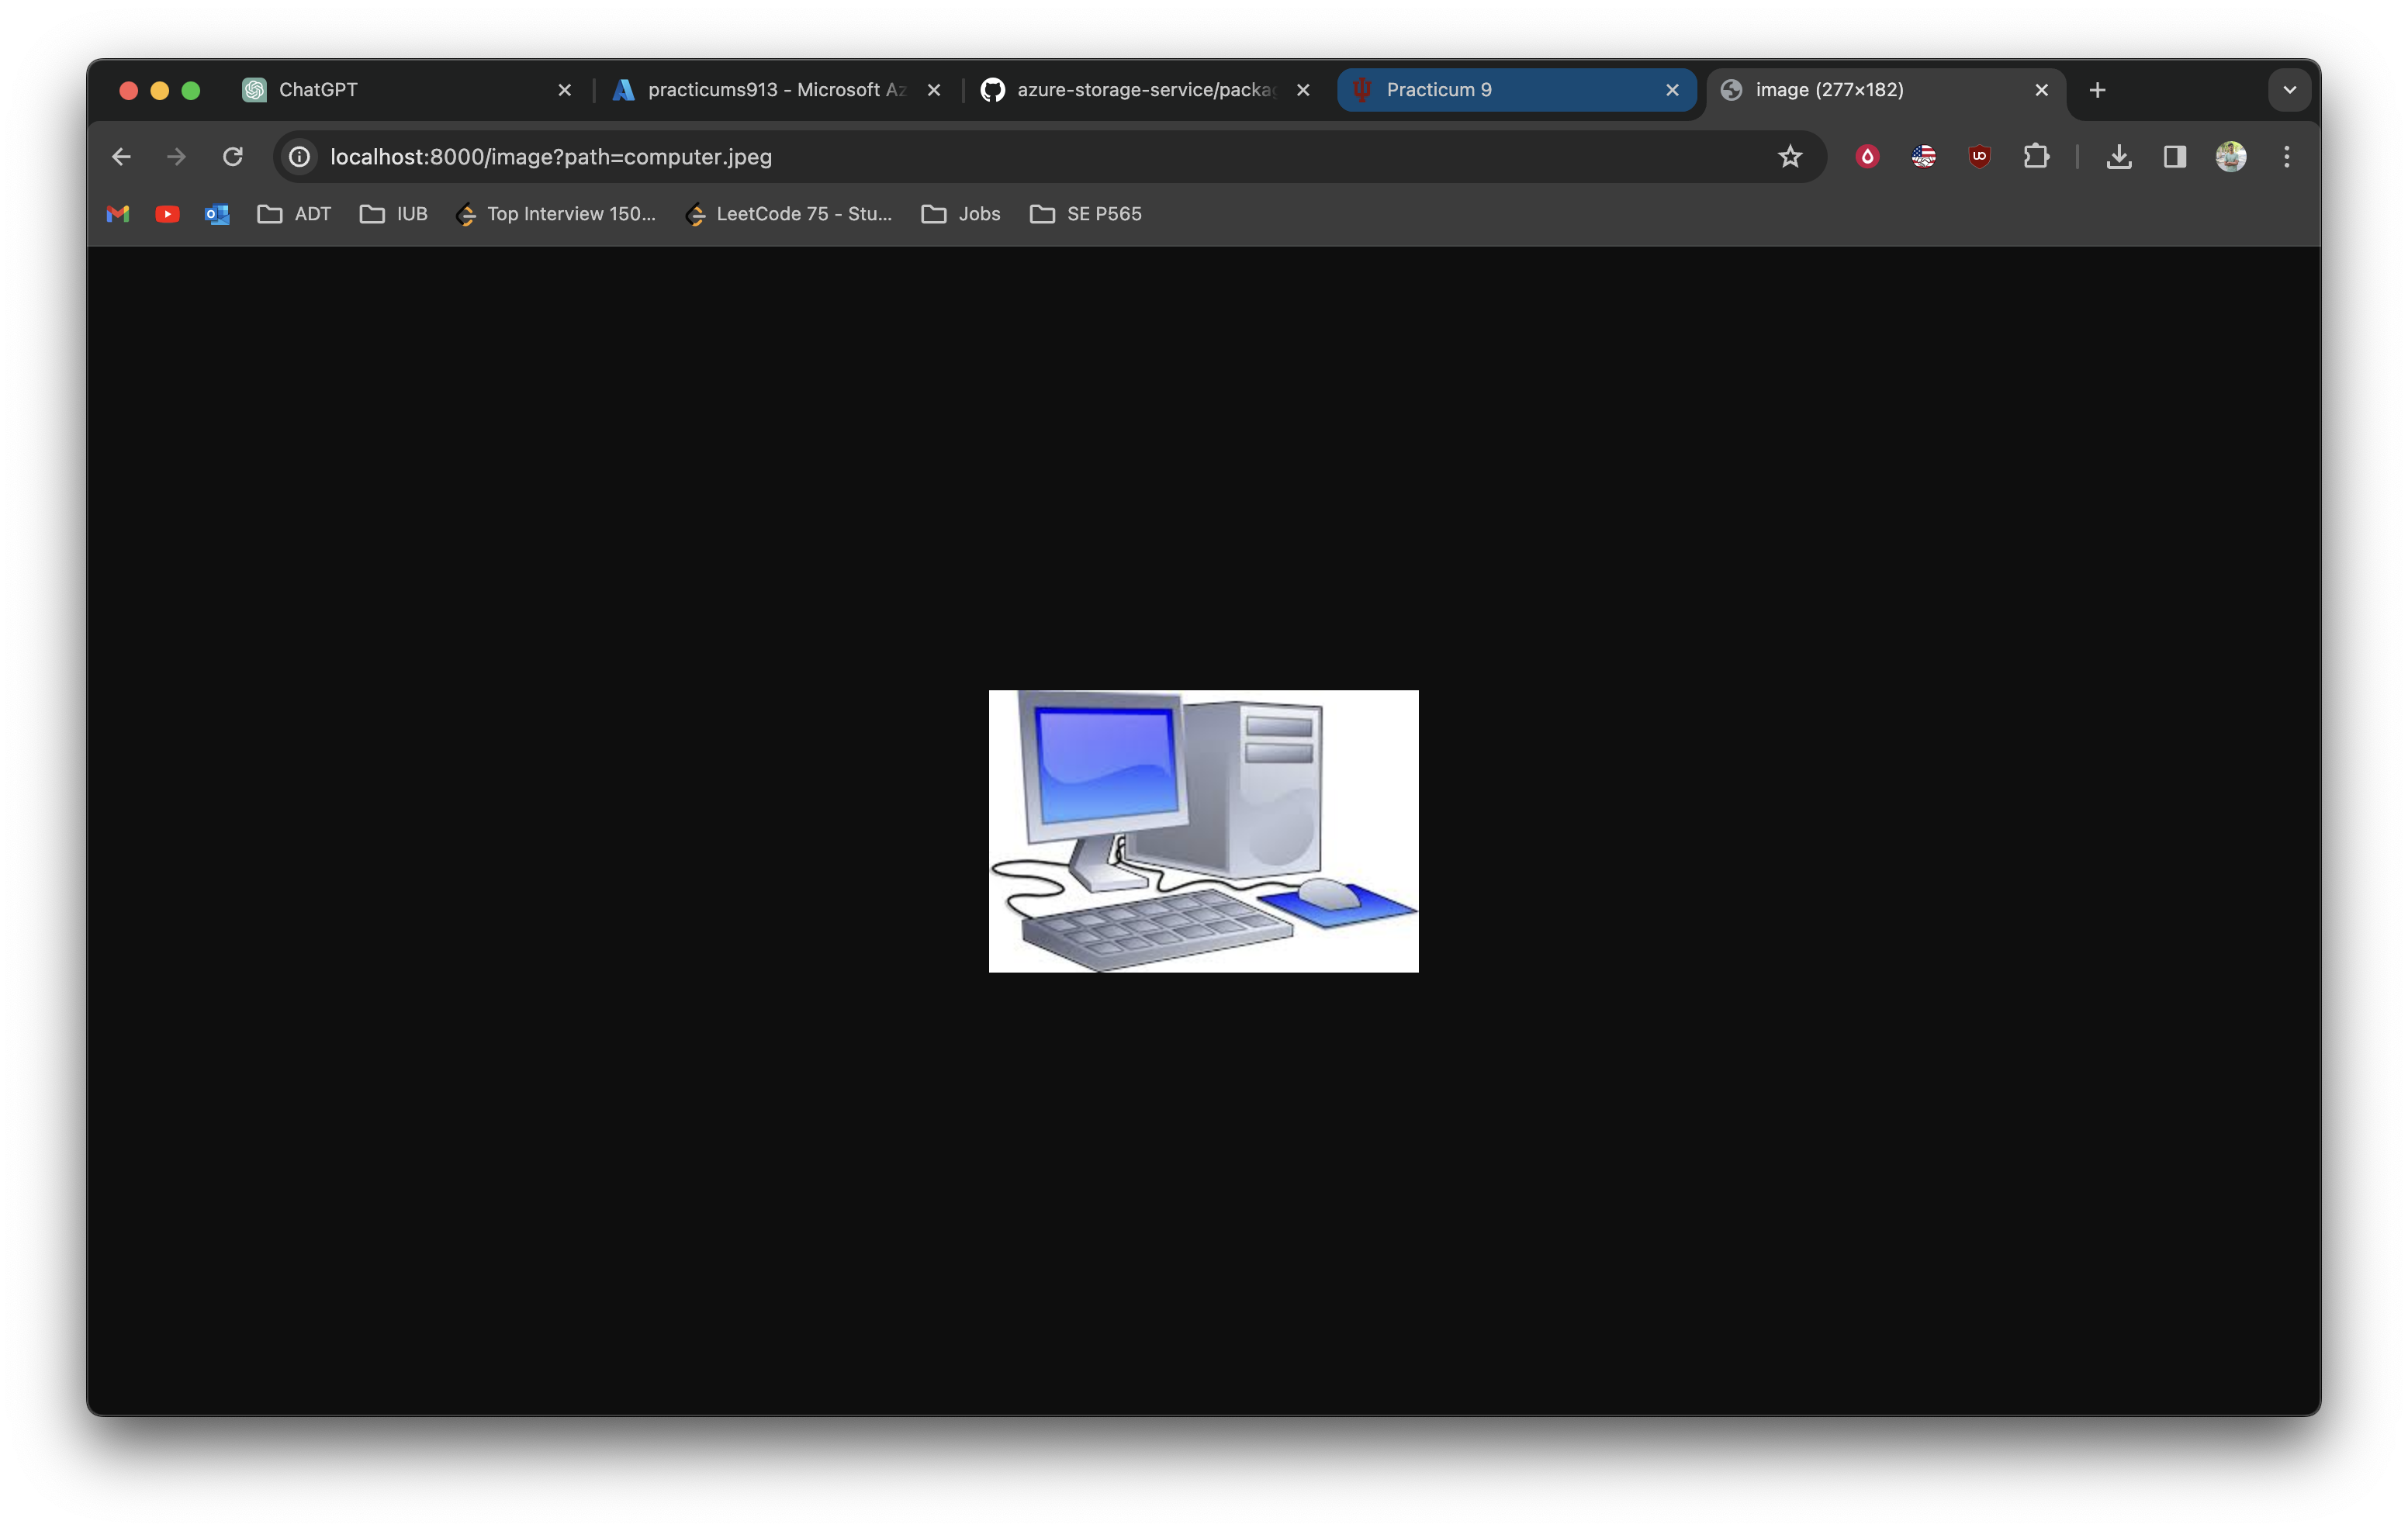 ChatGPT
practicums913 - Microsoft Az
azure-storage-service/packag
Practicum 9
image (277×182)
localhost:8000/image?path=computer.jpeg
ADT
IUB
Top Interview 150...
LeetCode 75 - Stu...
Jobs
SE P565